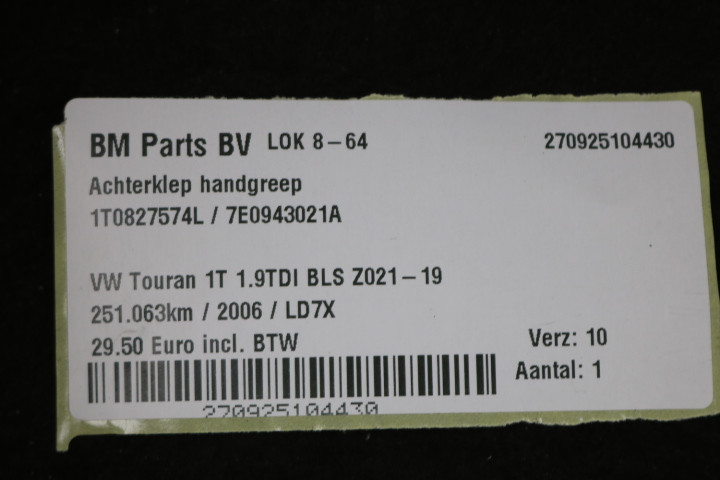 BM Parts BV LOK 8-64 270925104430
Achterklep handgreep
1T0827574L / 7E0943021A
VW Touran 1T 1.9TDI BLS Z021-19
251.063km / 2006 / LD7X
29.50 Euro incl. BTW
Verz: 10
Aantal: 1
270925104430